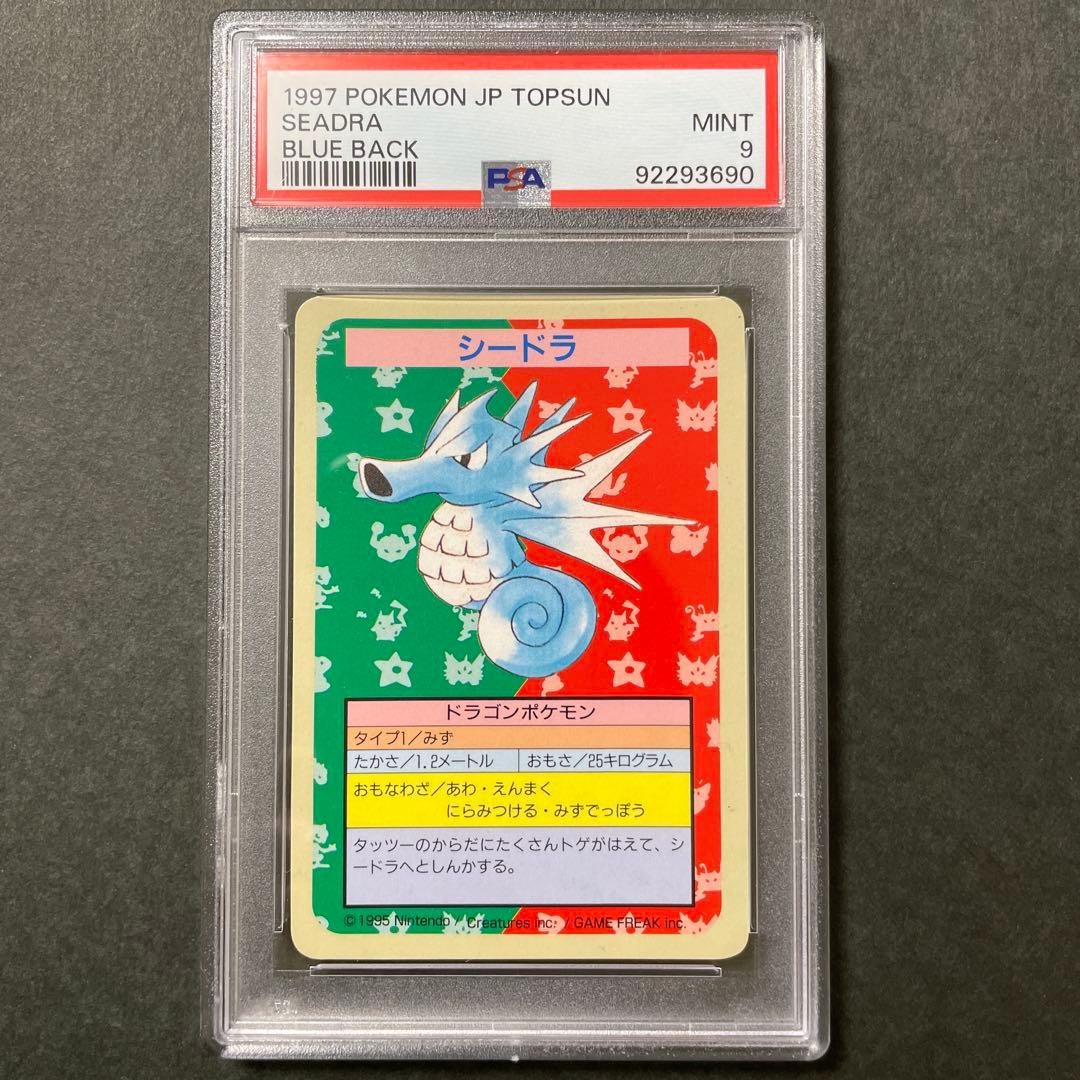 1997 POKEMON JP TOPSUN
SEADRA MINT
BLUE BACK 9
PSA 92293690
シードラ
ドラゴンポケモン
タイプ1／みず
たかさ／1.2メートル おもさ／25キログラム
おもなわざ／あわ・えんまく
にらみつける・みずでっぽう
タッツーのからだにたくさんトゲがはえて、シ
ードラへとしんかする。
©1995 Nintendo / Creatures inc. / GAME FREAK inc.